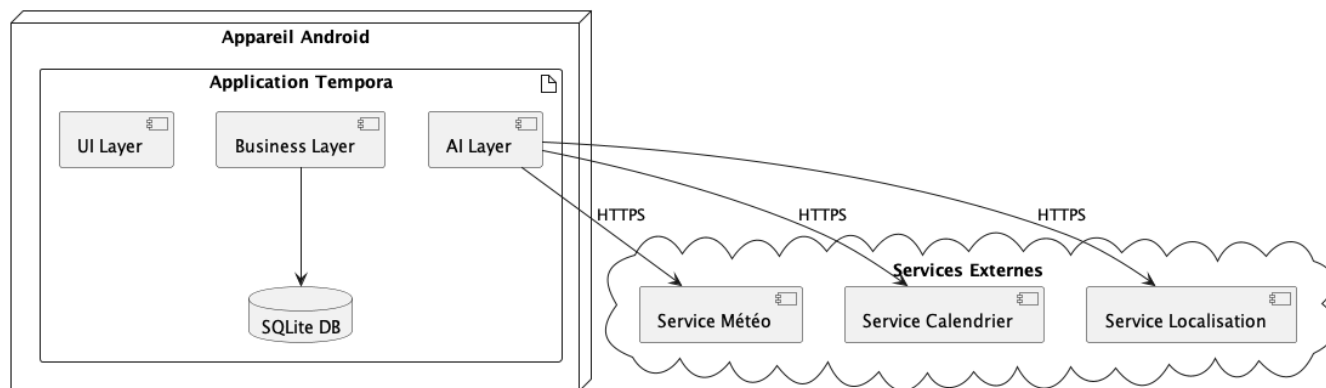 Appareil Android
Application Tempora
UI Layer
Business Layer
AI Layer
HTTPS
HTTPS
HTTPS
Services Externes
SQLite DB
Service Météo
Service Calendrier
Service Localisation